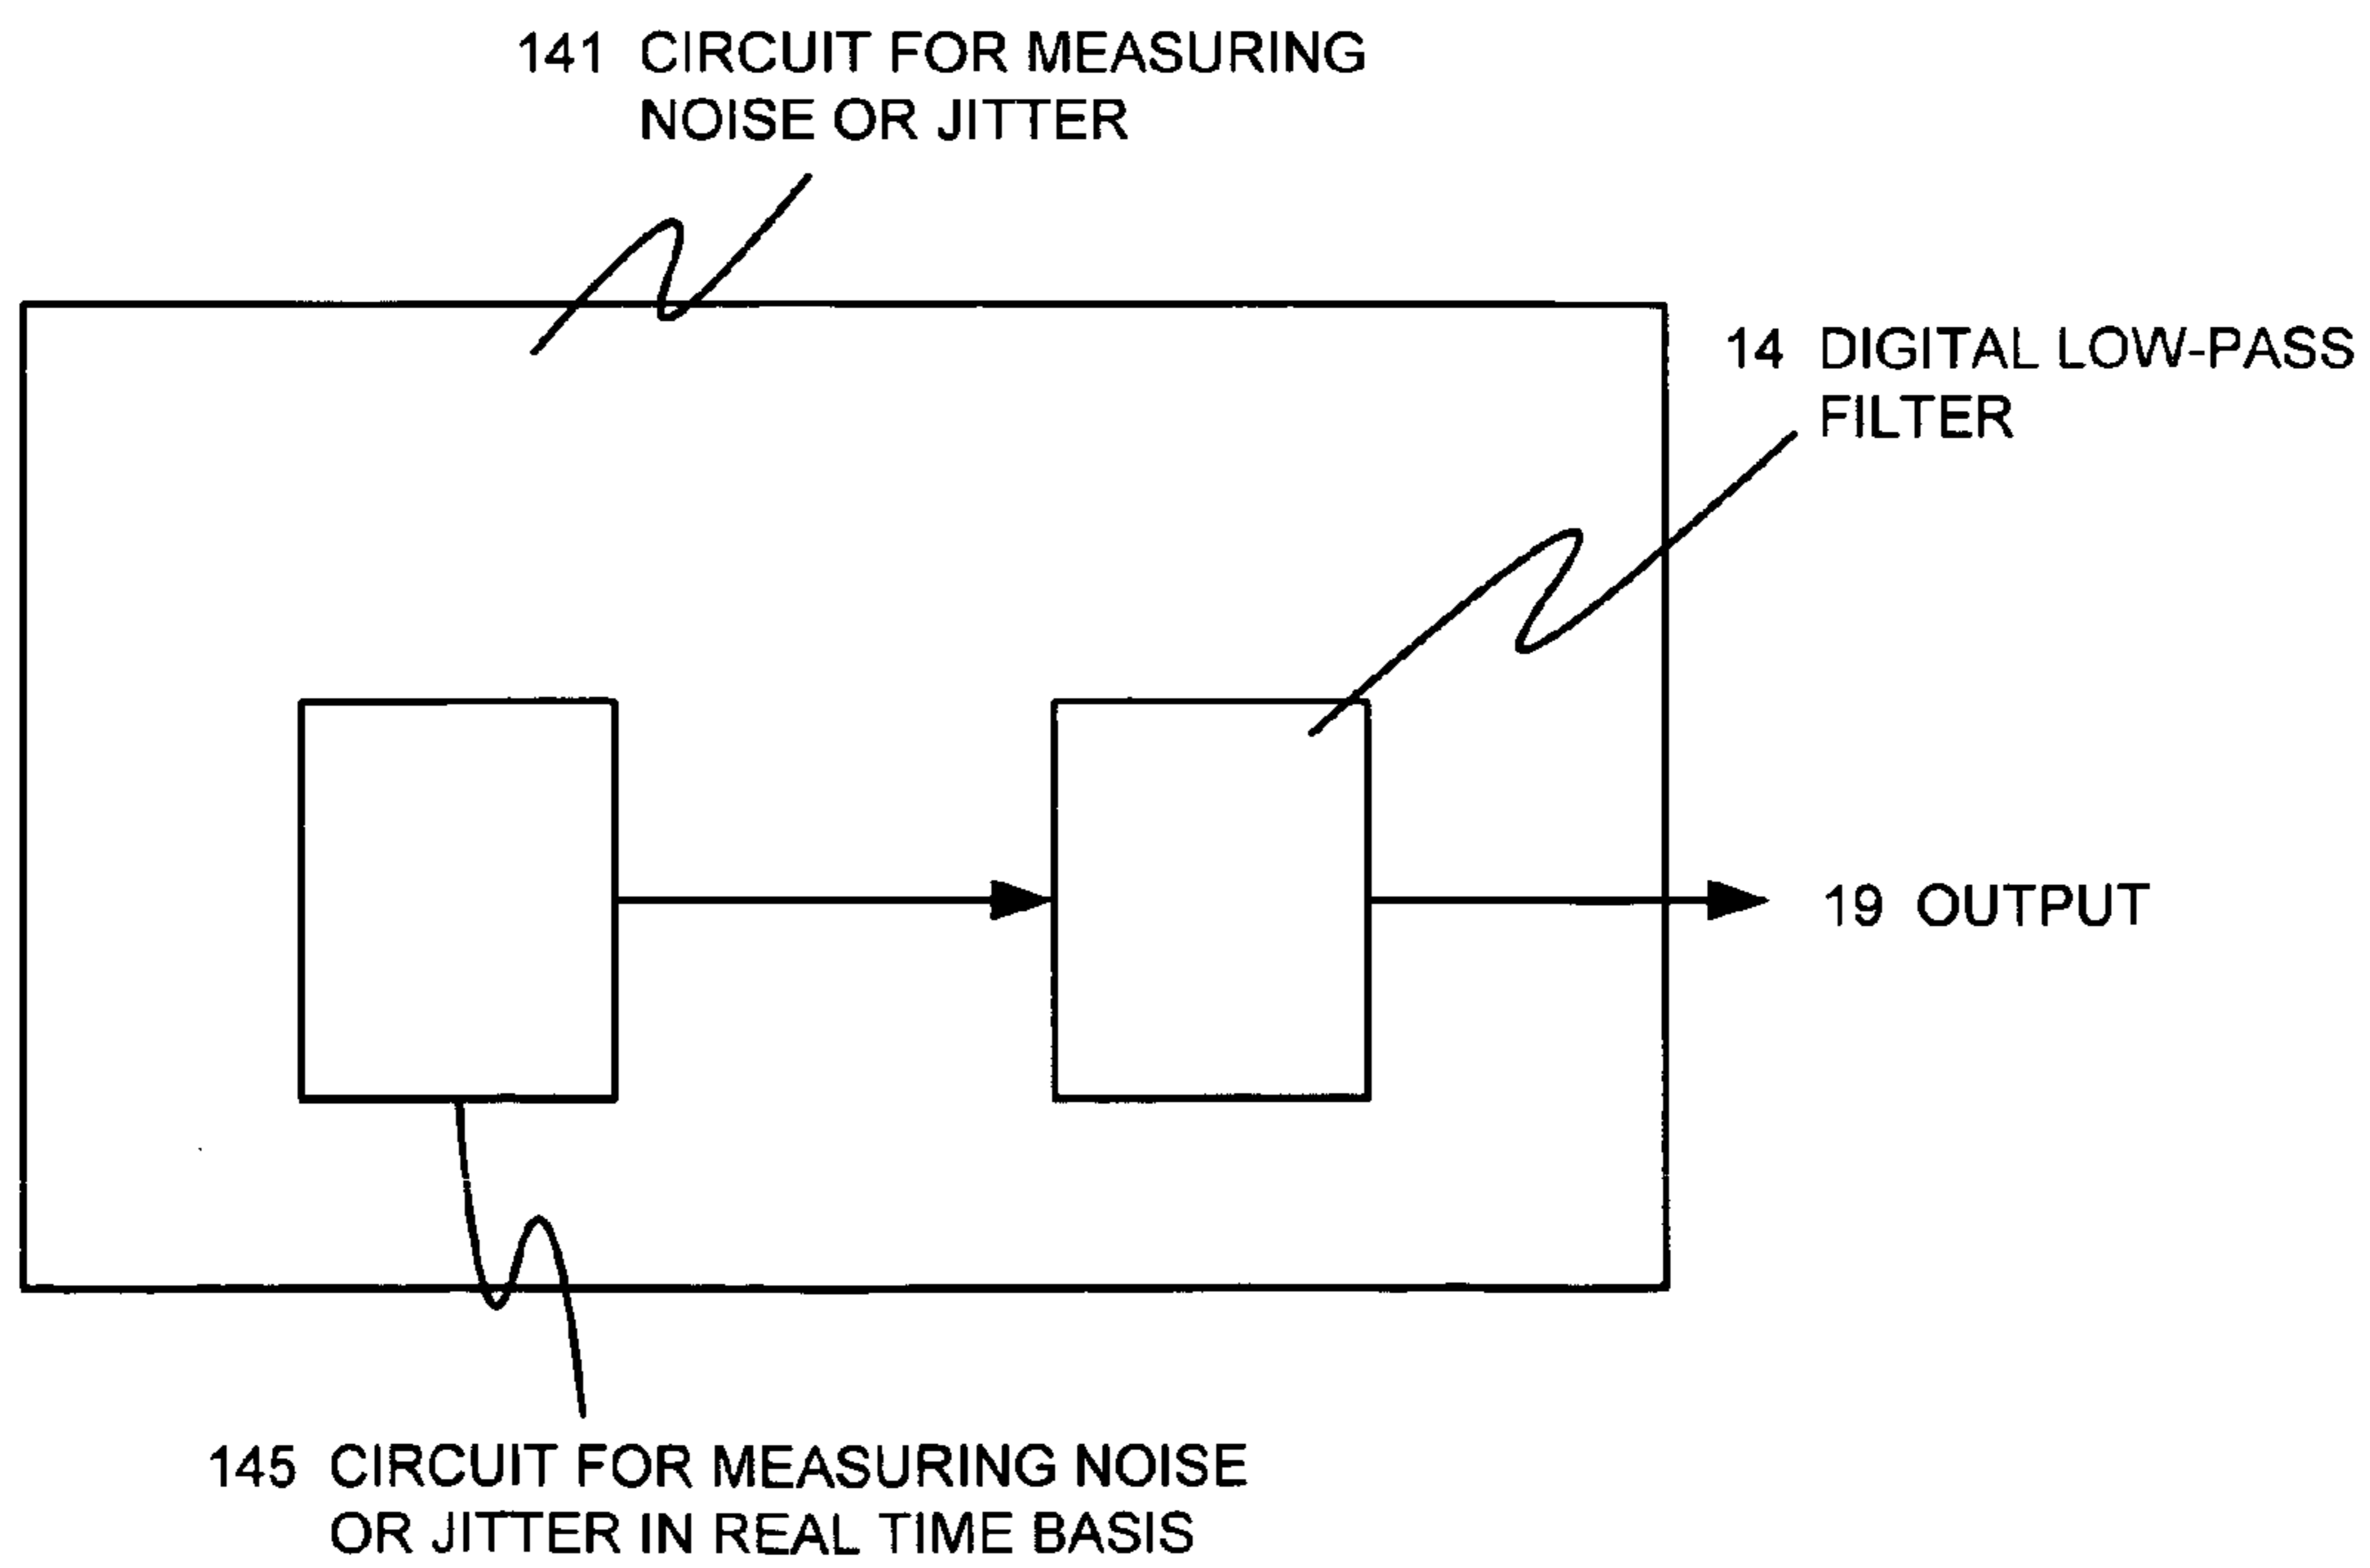 141 CIRCUIT FOR MEASURING
NOISE OR JITTER
14 DIGITAL LOW-PASS
FILTER
19 OUTPUT
145 CIRCUIT FOR MEASURING NOISE
OR JITTER IN REAL TIME BASIS